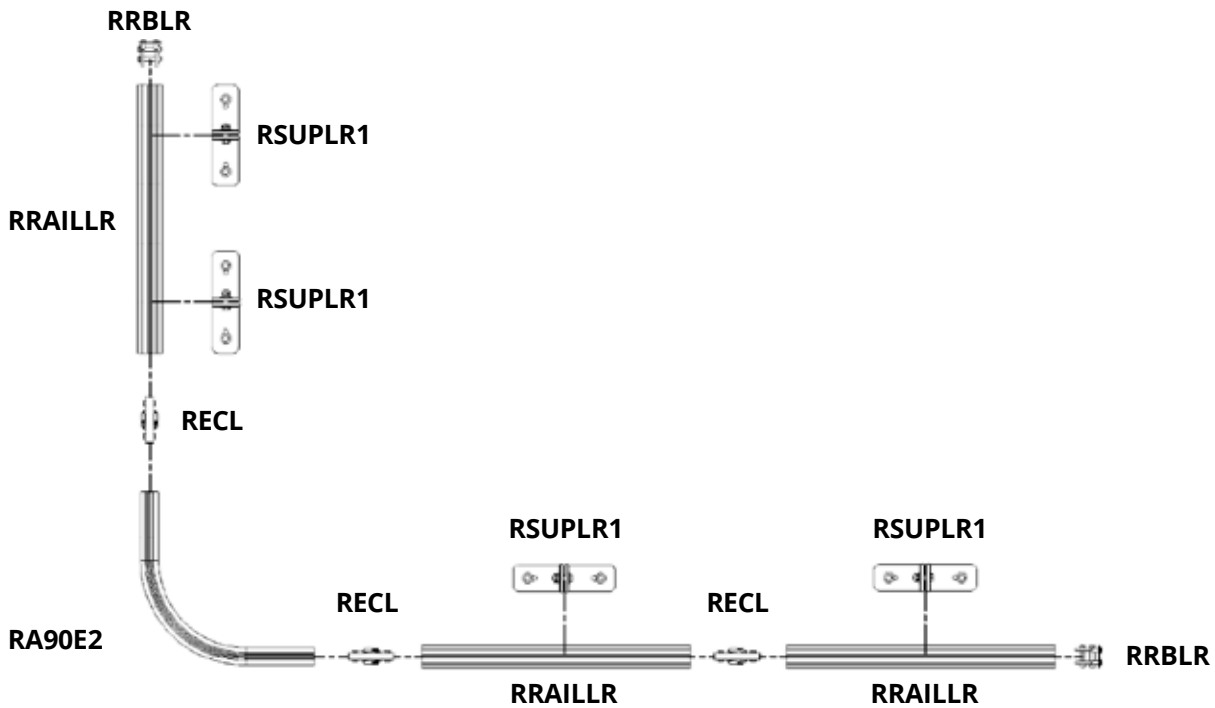 RRBLR
RSUPLR1
RRAILLR
RSUPLR1
RECL
RSUPLR1 RSUPLR1
RECL RECL
RA90E2
RRBLR
RRAILLR RRAILLR